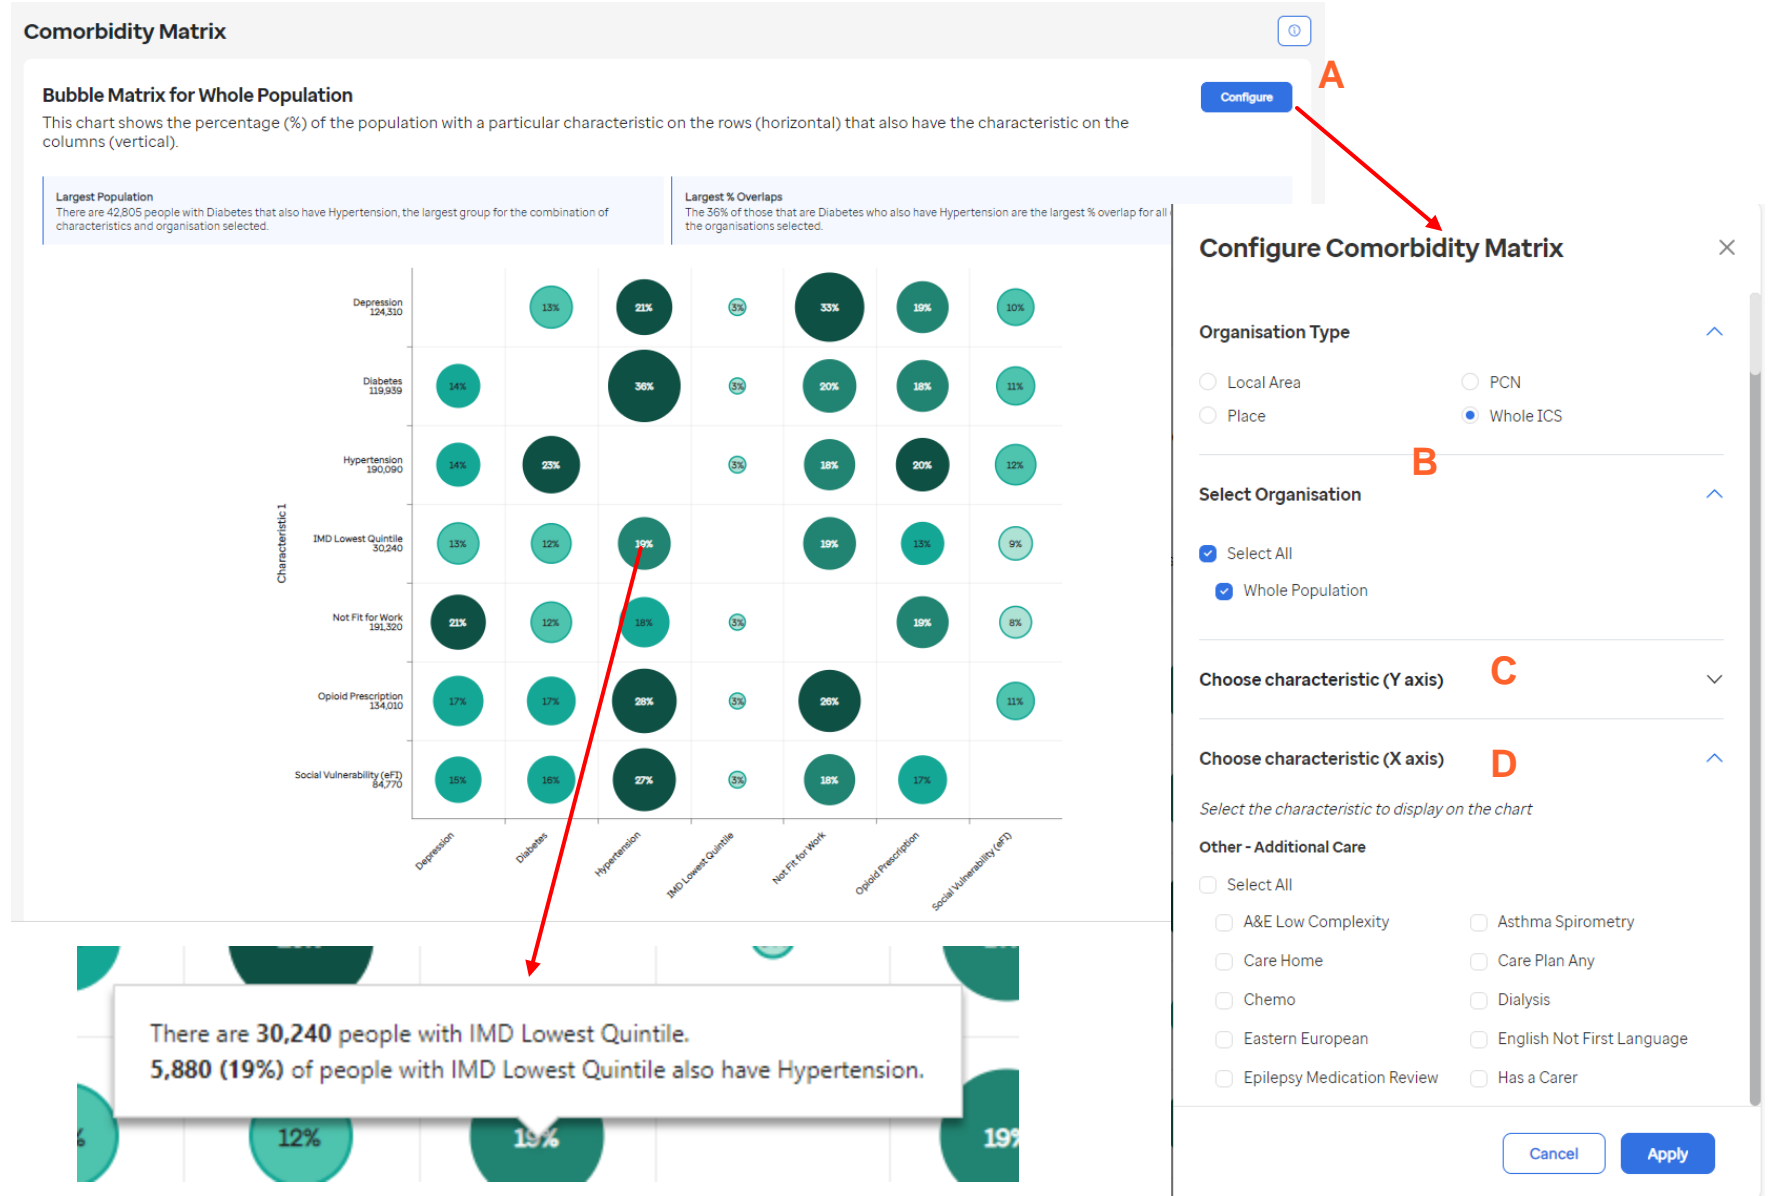 Comorbidity Matrix
A
Bubble Matrix for Whole Population
Configure
This chart shows the percentage (%) of the population with a particular characteristic on the rows (horizontal) that also have the characteristic on the
columns (vertical).
Largest Population
There are 42,805 people with Diabetes that also have Hypertension, the largest group for the combination of
characteristics and organisation selected.
Largest % Overlaps
The 36% of those that are Diabetes who also have Hypertension are the largest % overlap for all
the organisations selected.
Characteristic 1
Depression
124,310
13% 21% 3% 33% 19% 10%
Diabetes
119,939
14% 36% 3% 20% 18% 11%
Hypertension
190,090
14% 23% 3% 18% 20% 12%
IMD Lowest Quintile
30,240
13% 12% 19% 19% 13% 9%
Not Fit for Work
191,320
21% 12% 18% 3% 19% 8%
Opioid Prescription
134,010
17% 17% 28% 3% 26% 11%
Social Vulnerability (eFI)
84,770
15% 16% 27% 3% 18% 17%
Depression
Diabetes
Hypertension
IMD Lowest Quintile
Not Fit for Work
Opioid Prescription
Social Vulnerability (eFI)
There are 30,240 people with IMD Lowest Quintile.
5,880 (19%) of people with IMD Lowest Quintile also have Hypertension.
12% 19%
Configure Comorbidity Matrix
Organisation Type
Local Area
PCN
Place
Whole ICS
B
Select Organisation
Select All
Whole Population
Choose characteristic (Y axis)
C
Choose characteristic (X axis)
D
Select the characteristic to display on the chart
Other - Additional Care
Select All
A&E Low Complexity
Asthma Spirometry
Care Home
Care Plan Any
Chemo
Dialysis
Eastern European
English Not First Language
Epilepsy Medication Review
Has a Carer
Cancel
Apply